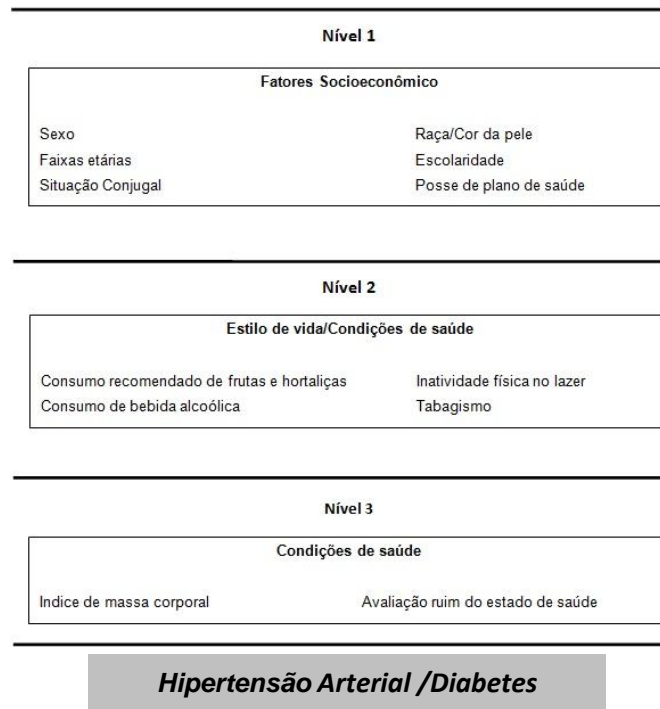 Nível 1
Fatores Socioeconômico
Sexo Raça/Cor da pele
Faixas etárias Escolaridade
Situação Conjugal Posse de plano de saúde
Nível 2
Estilo de vida/Condições de saúde
Consumo recomendado de frutas e hortaliças Inatividade física no lazer
Consumo de bebida alcoólica Tabagismo
Nível 3
Condições de saúde
Indice de massa corporal Avaliação ruim do estado de saúde
Hipertensão Arterial /Diabetes